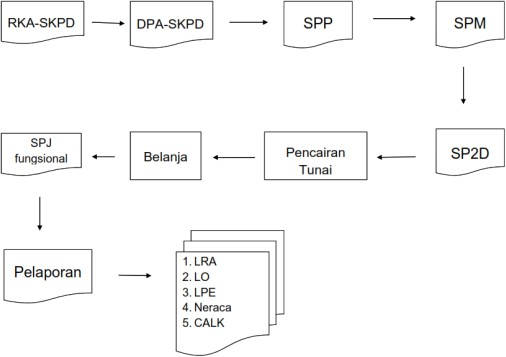 RKA-SKPD
DPA-SKPD
SPP
SPM
SP2D
Pencairan
Tunai
Belanja
SPJ
fungsional
Pelaporan
1. LRA
2. LO
3. LPE
4. Neraca
5. CALK